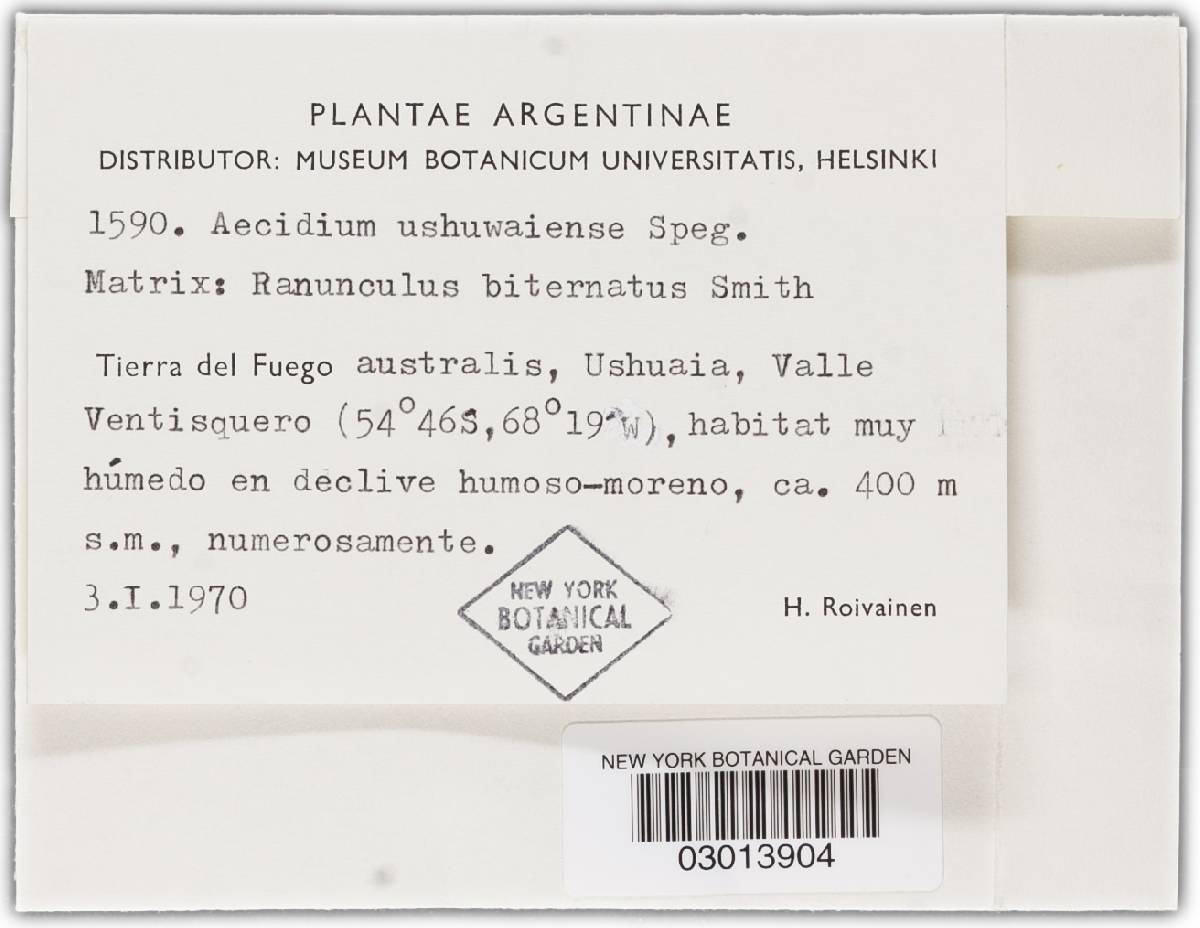 PLANTAE ARGENTINAE
DISTRIBUTOR: MUSEUM BOTANICUM UNIVERSITATIS, HELSINKI
1590. Aecidium ushuwaiense Speg.
Matrix: Ranunculus biternatus Smith
Tierra del Fuego australis, Ushuaia, Valle
Ventisquero (54°46S,68°19'W), habitat muy
húmedo en declive humoso-moreno, ca. 400 m
s.m., numerosamente.
3.I.1970
NEW YORK
BOTANICAL
GARDEN
H. Roivainen
NEW YORK BOTANICAL GARDEN
03013904